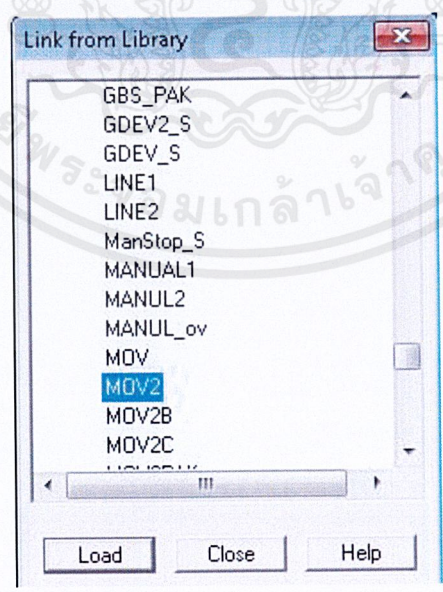 Link from Library
GBS_PAK
GDEV2_S
GDEV_S
LINE1
LINE2
ManStop_S
MANUAL1
MANUL2
MANUL_ov
MOV
MOV2
MOV2B
MOV2C
Load
Close
Help